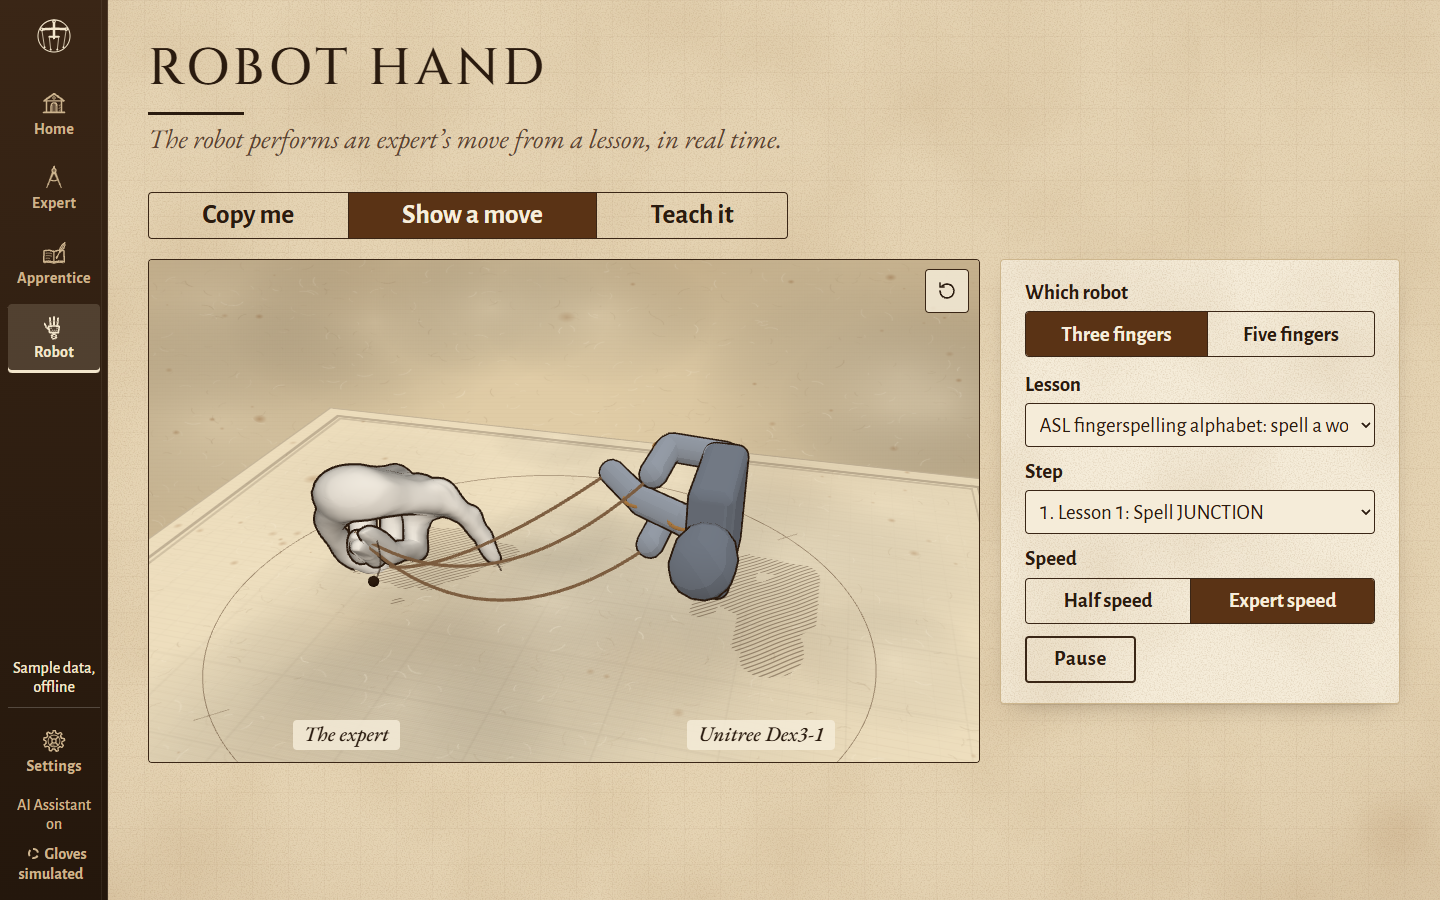 Home
Expert
Apprentice
Robot
Sample data,
offline
Settings
AI Assistant
on
Gloves
simulated
ROBOT HAND
The robot performs an expert’s move from a lesson, in real time.
Copy me
Show a move
Teach it
The expert
Unitree Dex3-1
Which robot
Three fingers
Five fingers
Lesson
ASL fingerspelling alphabet: spell a wo
Step
1. Lesson 1: Spell JUNCTION
Speed
Half speed
Expert speed
Pause